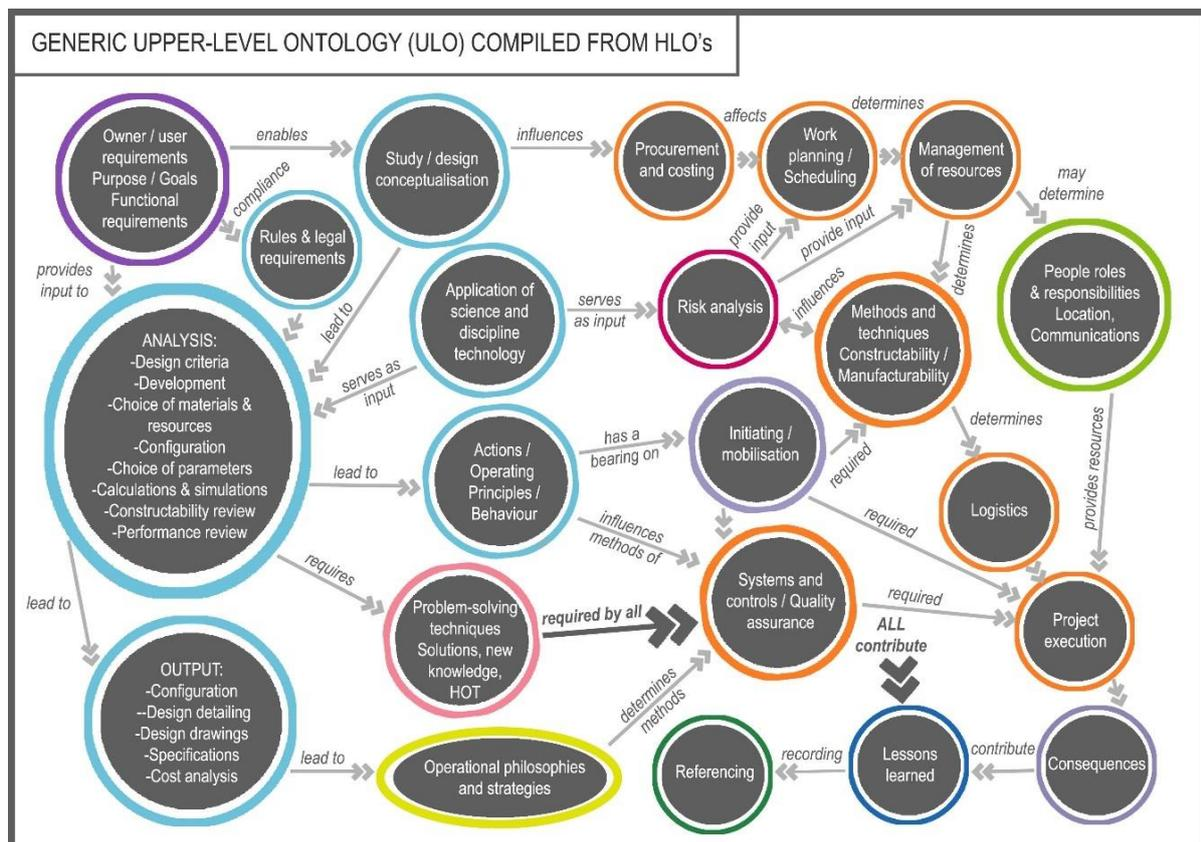 GENERIC UPPER-LEVEL ONTOLOGY (ULO) COMPILED FROM HLO's
Owner / user
requirements
Purpose / Goals
Functional
requirements
enables
Study / design
conceptualisation
influences
Procurement
and costing
affects
Work
planning /
Scheduling
determines
Management
of resources
may
determine
compliance
Rules & legal
requirements
provides
input to
lead to
Application of
science and
discipline
technology
serves
as input
Risk analysis
provide
input
provide input
influences
determines
Methods and
techniques
Constructability /
Manufacturability
People roles
& responsibilities
Location,
Communications
ANALYSIS:
-Design criteria
-Development
-Choice of materials &
resources
-Configuration
-Choice of parameters
-Calculations & simulations
-Constructability review
-Performance review
serves as
input
lead to
Actions /
Operating
Principles /
Behaviour
has a
bearing on
Initiating /
mobilisation
required
determines
Logistics
provides resources
influences
methods of
required
requires
lead to
Problem-solving
techniques
Solutions, new
knowledge,
HOT
required by all
Systems and
controls / Quality
assurance
required
Project
execution
ALL
contribute
OUTPUT:
-Configuration
--Design detailing
-Design drawings
-Specifications
-Cost analysis
lead to
Operational philosophies
and strategies
determines
methods
Referencing
recording
Lessons
learned
contribute
Consequences